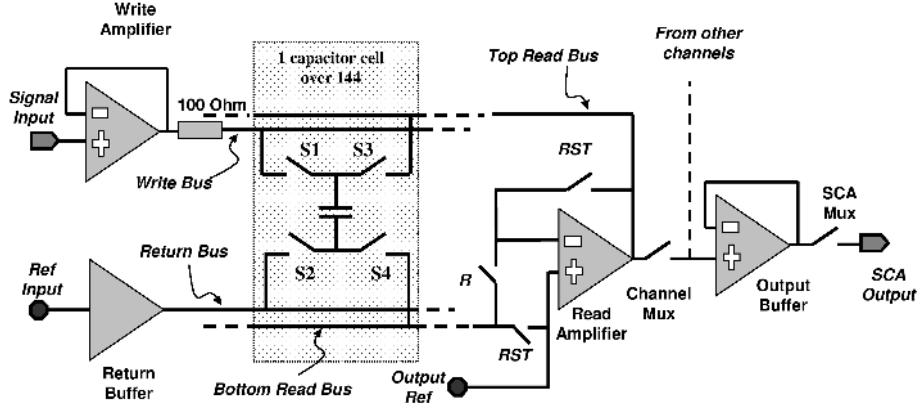 Write
Amplifier
1 capacitor cell
over 144
From other
channels
Top Read Bus
Signal
Input
100 Ohm
S1
S3
RST
Write Bus
SCA
Mux
Return Bus
S2
S4
R
Ref
Input
Read
Amplifier
Channel
Mux
Output
Buffer
SCA
Output
RST
Return
Buffer
Bottom Read Bus
Output
Ref